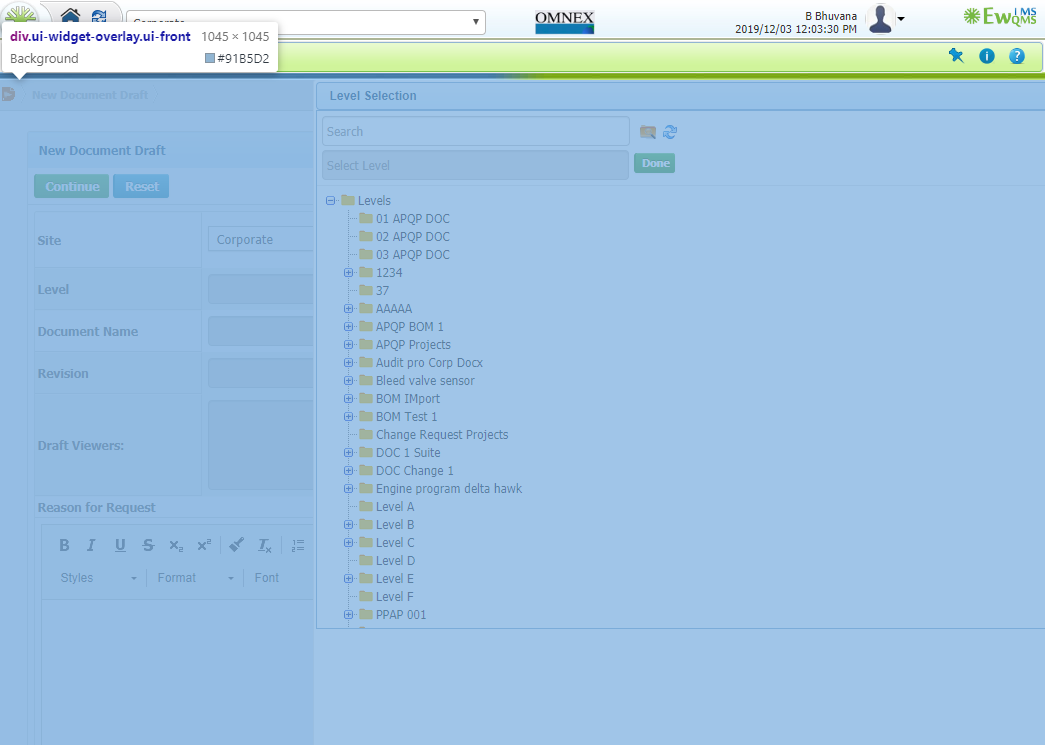 Corporate
OMNEX
B Bhuvana
2019/12/03 12:03:30 PM
EwQMS
IMS
div.ui-widget-overlay.ui-front 1045 × 1045
Background #91B5D2
New Document Draft
Level Selection
Search
Select Level
Done
New Document Draft
Continue Reset
Site Corporate
Level
Document Name
Revision
Draft Viewers:
Reason for Request
B I U S x₂ x² Tx
Styles Format Font
Levels
01 APQP DOC
02 APQP DOC
03 APQP DOC
1234
37
AAAAA
APQP BOM 1
APQP Projects
Audit pro Corp Docx
Bleed valve sensor
BOM IMport
BOM Test 1
Change Request Projects
DOC 1 Suite
DOC Change 1
Engine program delta hawk
Level A
Level B
Level C
Level D
Level E
Level F
PPAP 001